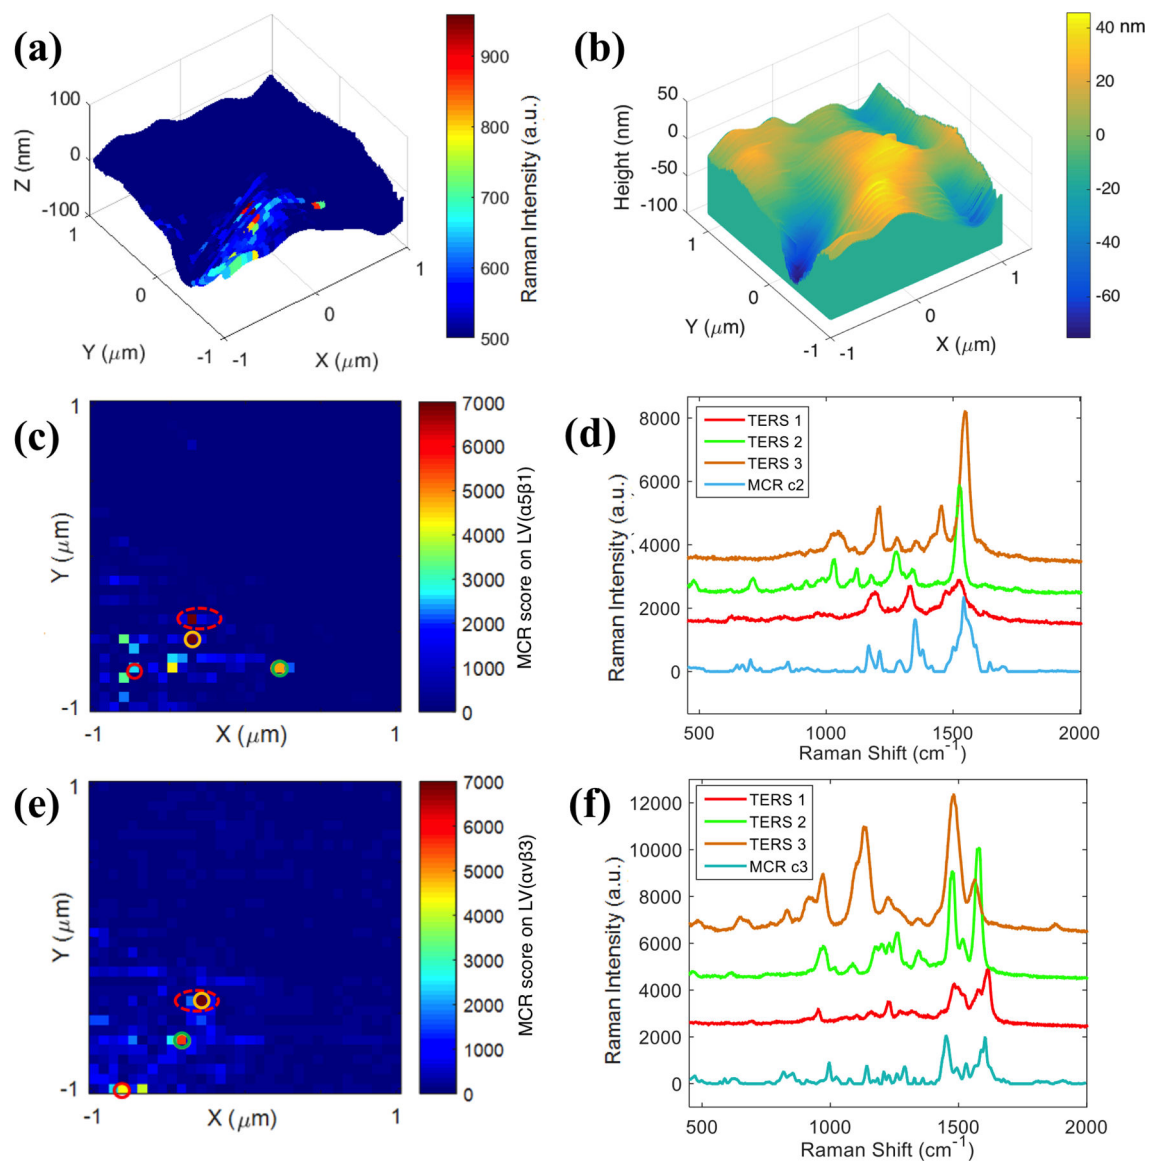 (a)
Z (nm)
100
0
-100
1
0
-1
Y (μm)
-1
0
1
X (μm)
900
800
700
600
500
Raman Intensity (a.u.)
(b)
Height (nm)
50
0
-50
-100
1
0
-1
Y (μm)
-1
0
1
X (μm)
40 nm
20
0
-20
-40
-60
(c)
1
Y (μm)
-1
-1
X (μm)
1
7000
6000
5000
4000
3000
2000
1000
0
MCR score on LV(α5β1)
(d)
TERS 1
TERS 2
TERS 3
MCR c2
8000
6000
4000
2000
0
Raman Intensity (a.u.)
500
1000
1500
2000
Raman Shift (cm⁻¹)
(e)
1
Y (μm)
-1
-1
X (μm)
1
7000
6000
5000
4000
3000
2000
1000
0
MCR score on LV(αvβ3)
(f)
TERS 1
TERS 2
TERS 3
MCR c3
12000
10000
8000
6000
4000
2000
0
Raman Intensity (a.u.)
500
1000
1500
2000
Raman Shift (cm⁻¹)